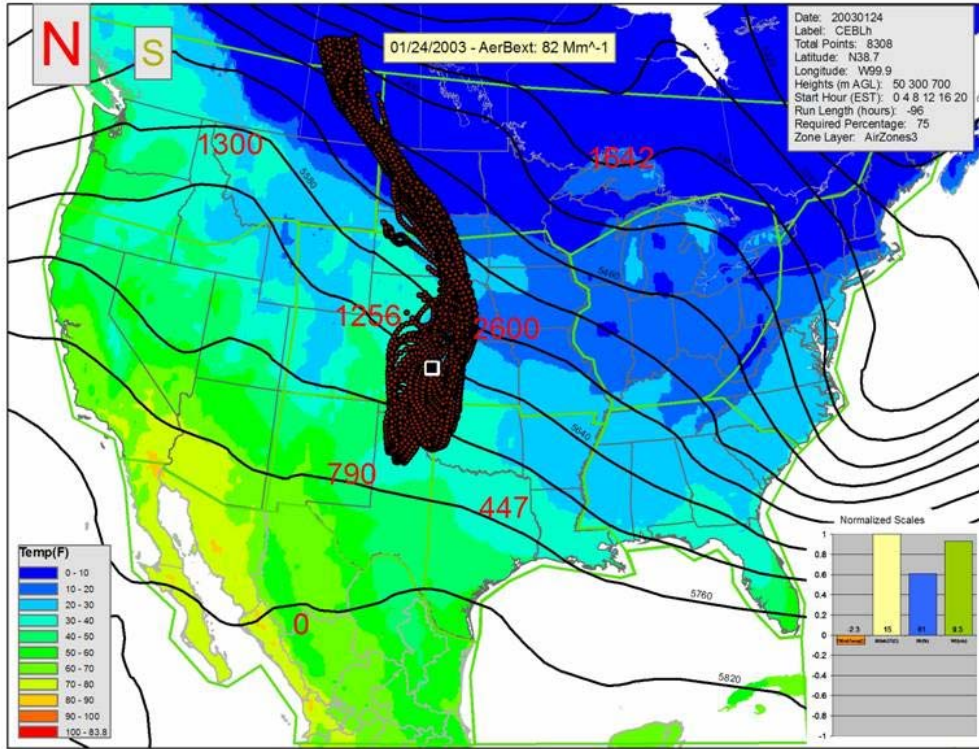 N
S
01/24/2003 - AerBext: 82 Mm^-1
Date: 20030124
Label: CEBLh
Total Points: 8308
Latitude: N38.7
Longitude: W99.9
Heights (m AGL): 50 300 700
Start Hour (EST): 0 4 8 12 16 20
Run Length (hours): -96
Required Percentage: 75
Zone Layer: AirZones3
1300
1642
5580
5460
1256
2600
5640
790
447
0
5760
5820
Temp(F)
0 - 10
10 - 20
20 - 30
30 - 40
40 - 50
50 - 60
60 - 70
70 - 80
80 - 90
90 - 100
100 - 83.8
Normalized Scales
1
0.8
0.6
0.4
0.2
0
-0.2
-0.4
-0.6
-0.8
-1
-2.3
15
61
9.3